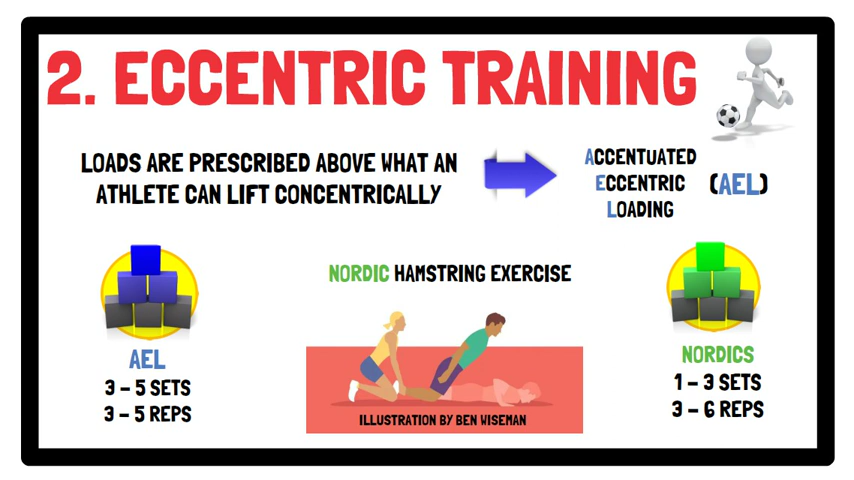 2. ECCENTRIC TRAINING
LOADS ARE PRESCRIBED ABOVE WHAT AN
ATHLETE CAN LIFT CONCENTRICALLY
ACCENTUATED
ECCENTRIC
LOADING
(AEL)
NORDIC HAMSTRING EXERCISE
ILLUSTRATION BY BEN WISEMAN
AEL
3 – 5 SETS
3 – 5 REPS
NORDICS
1 – 3 SETS
3 – 6 REPS